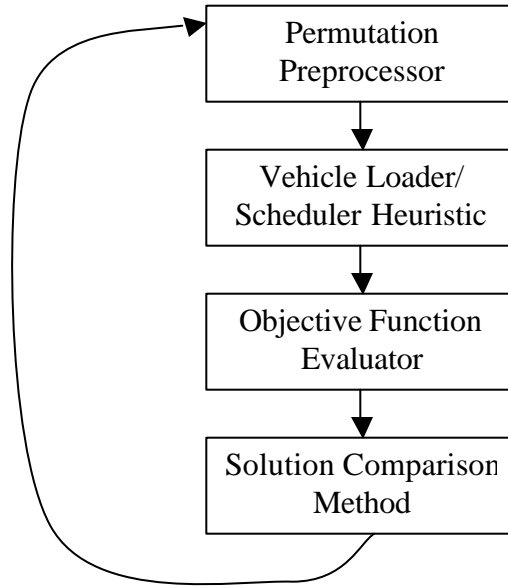 Permutation
Preprocessor
Vehicle Loader/
Scheduler Heuristic
Objective Function
Evaluator
Solution Comparison
Method